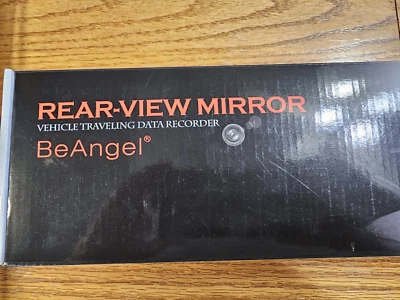 REAR-VIEW MIRROR
VEHICLE TRAVELING DATA RECORDER
BeAngel®